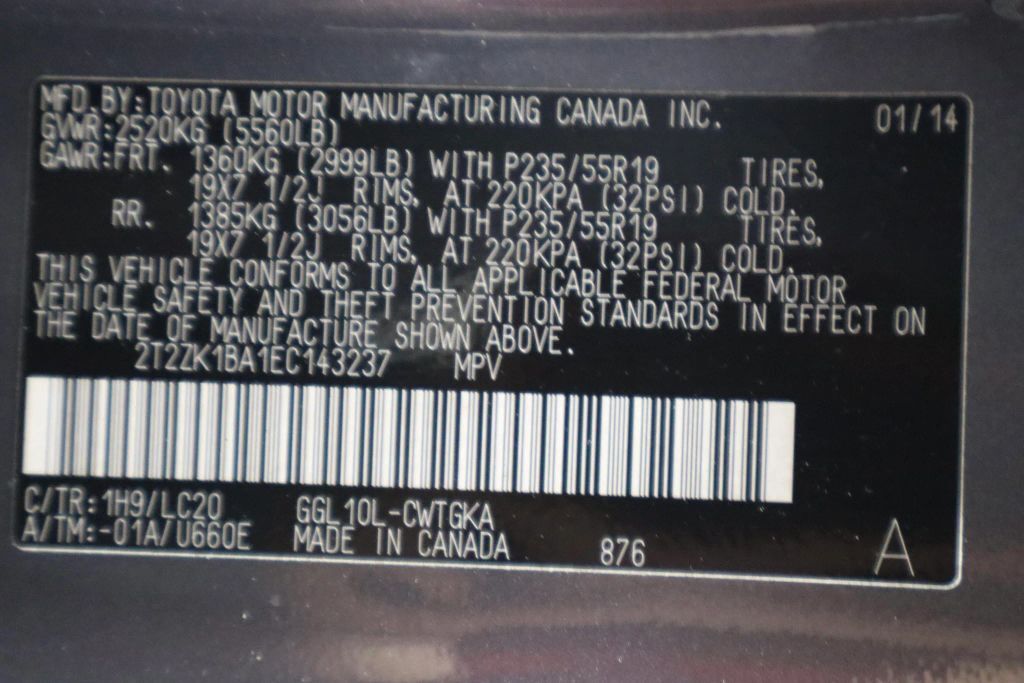 MFD.BY:TOYOTA MOTOR MANUFACTURING CANADA INC. 01/14
GVWR:2520KG (5560LB)
GAWR:FRT. 1360KG (2999LB) WITH P235/55R19 TIRES,
19X7 1/2J RIMS, AT 220KPA (32PSI) COLD.
RR. 1385KG (3056LB) WITH P235/55R19 TIRES,
19X7 1/2J RIMS, AT 220KPA (32PSI) COLD.
THIS VEHICLE CONFORMS TO ALL APPLICABLE FEDERAL MOTOR
VEHICLE SAFETY AND THEFT PREVENTION STANDARDS IN EFFECT ON
THE DATE OF MANUFACTURE SHOWN ABOVE.
2T2ZK1BA1EC143237 MPV
C/TR:1H9/LC20 GGL10L-CWTGKA
A/TM:-01A/U660E MADE IN CANADA 876 A